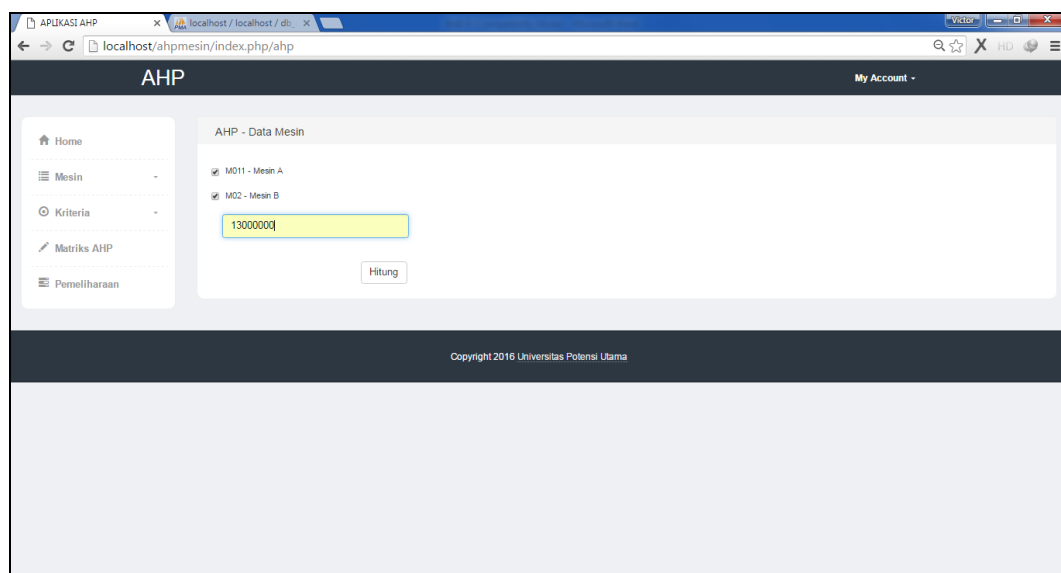 APLIKASI AHP
localhost / localhost / db_
Victor
localhost/ahpmesin/index.php/ahp
HD
AHP
My Account
Home
Mesin
Kriteria
Matriks AHP
Pemeliharaan
AHP - Data Mesin
M011 - Mesin A
M02 - Mesin B
13000000
Hitung
Copyright 2016 Universitas Potensi Utama